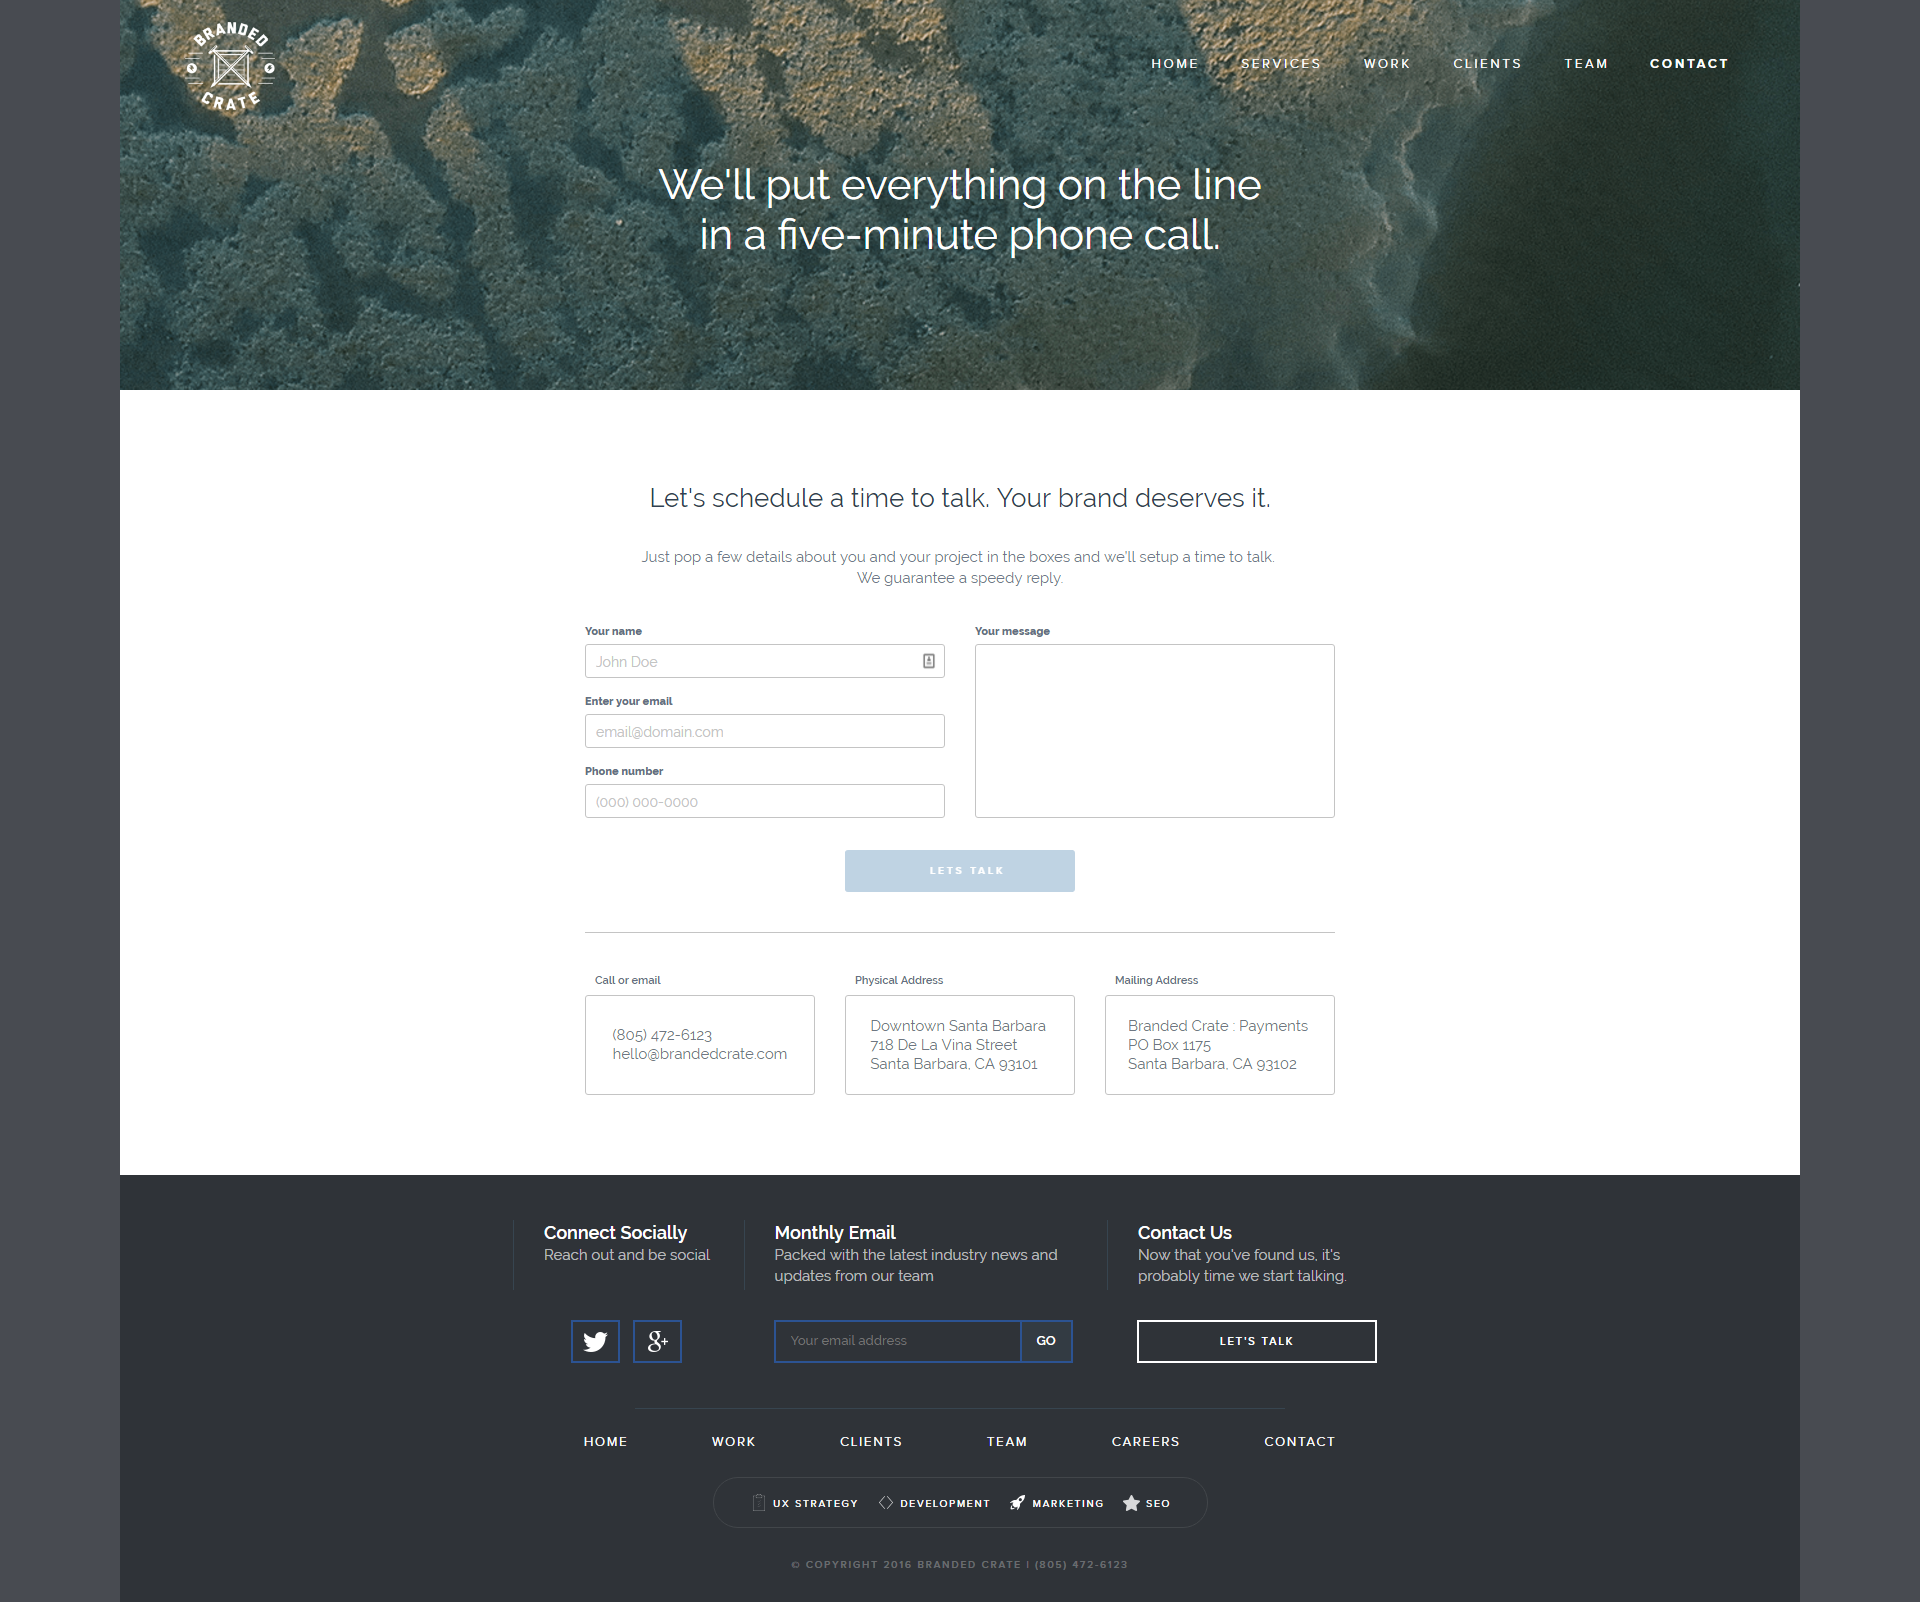 BRANDED
CRATE
HOME SERVICES WORK CLIENTS TEAM CONTACT
We'll put everything on the line
in a five-minute phone call.
Let's schedule a time to talk. Your brand deserves it.
Just pop a few details about you and your project in the boxes and we'll setup a time to talk.
We guarantee a speedy reply.
Your name
John Doe
Enter your email
email@domain.com
Phone number
(000) 000-0000
Your message
LETS TALK
Call or email
(805) 472-6123
hello@brandedcrate.com
Physical Address
Downtown Santa Barbara
718 De La Vina Street
Santa Barbara, CA 93101
Mailing Address
Branded Crate : Payments
PO Box 1175
Santa Barbara, CA 93102
Connect Socially
Reach out and be social
g+
Monthly Email
Packed with the latest industry news and
updates from our team
Your email address GO
Contact Us
Now that you've found us, it's
probably time we start talking.
LET'S TALK
HOME WORK CLIENTS TEAM CAREERS CONTACT
UX STRATEGY DEVELOPMENT MARKETING SEO
© COPYRIGHT 2016 BRANDED CRATE | (805) 472-6123